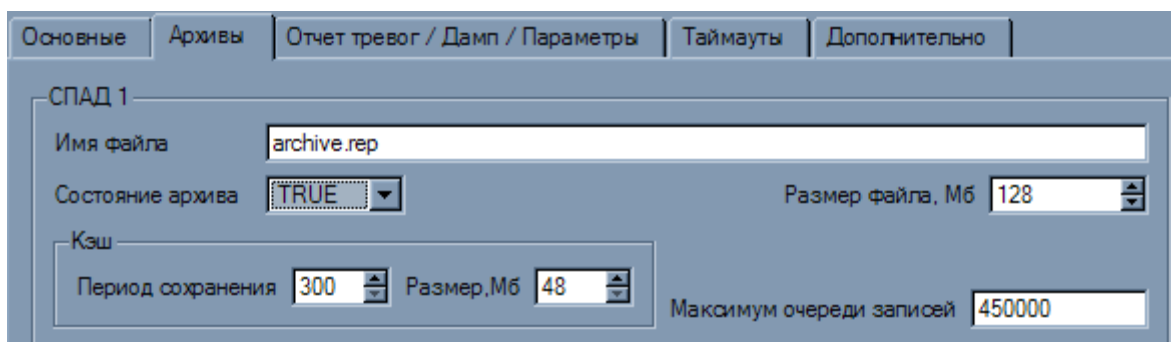 Основные Архивы Отчет тревог / Дамп / Параметры Таймауты Дополнительно
СПАД 1
Имя файла archive.rep
Состояние архива TRUE Размер файла, Мб 128
Кэш
Период сохранения 300 Размер,Мб 48
Максимум очереди записей 450000